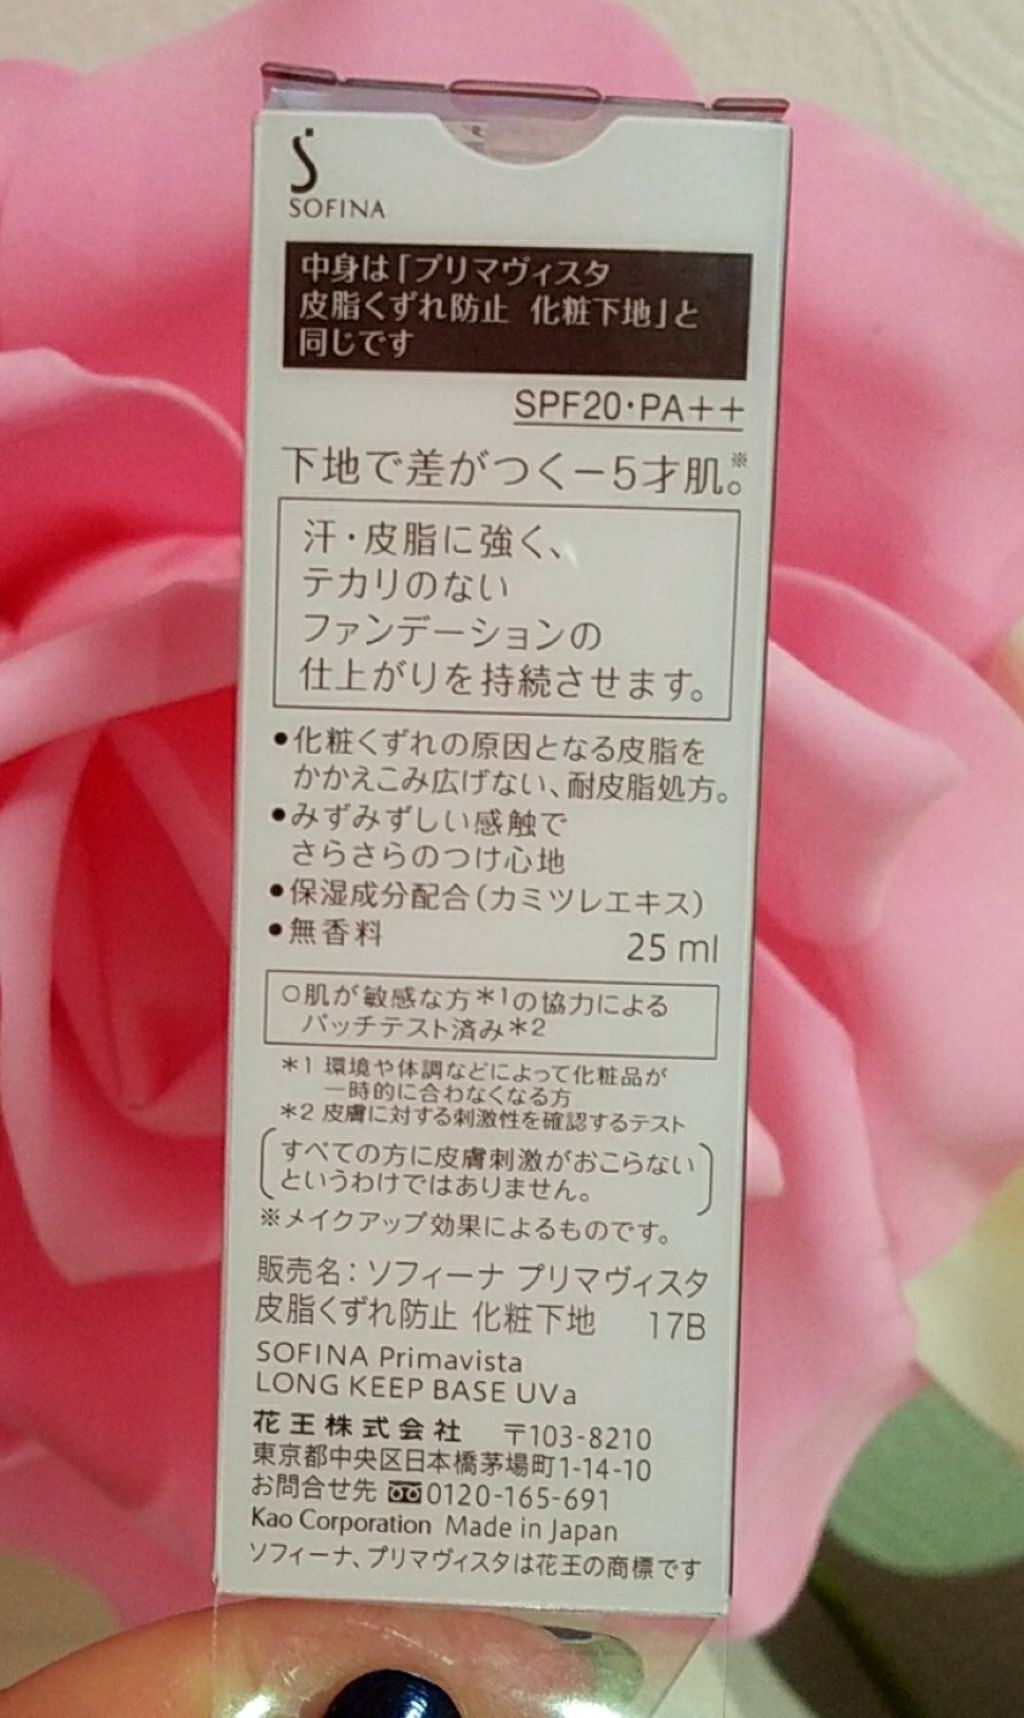 SOFINA
中身は「プリマヴィスタ
皮脂くずれ防止 化粧下地」と
同じです
SPF20・PA++
下地で差がつくー5才肌。※
汗・皮脂に強く、
テカリのない
ファンデーションの
仕上がりを持続させます。
●化粧くずれの原因となる皮脂を
かかえこみ広げない、耐皮脂処方。
●みずみずしい感触で
さらさらのつけ心地
●保湿成分配合(カミツレエキス)
●無香料
25 ml
○肌が敏感な方*1の協力による
パッチテスト済み*2
*1 環境や体調などによって化粧品が
一時的に合わなくなる方
*2 皮膚に対する刺激性を確認するテスト
(すべての方に皮膚刺激がおこらない
というわけではありません。)
※メイクアップ効果によるものです。
販売名:ソフィーナ プリマヴィスタ
皮脂くずれ防止 化粧下地 17B
SOFINA Primavista
LONG KEEP BASE UV a
花王株式会社 〒103-8210
東京都中央区日本橋茅場町1-14-10
お問合せ先 0120-165-691
Kao Corporation Made in Japan
ソフィーナ、プリマヴィスタは花王の商標です